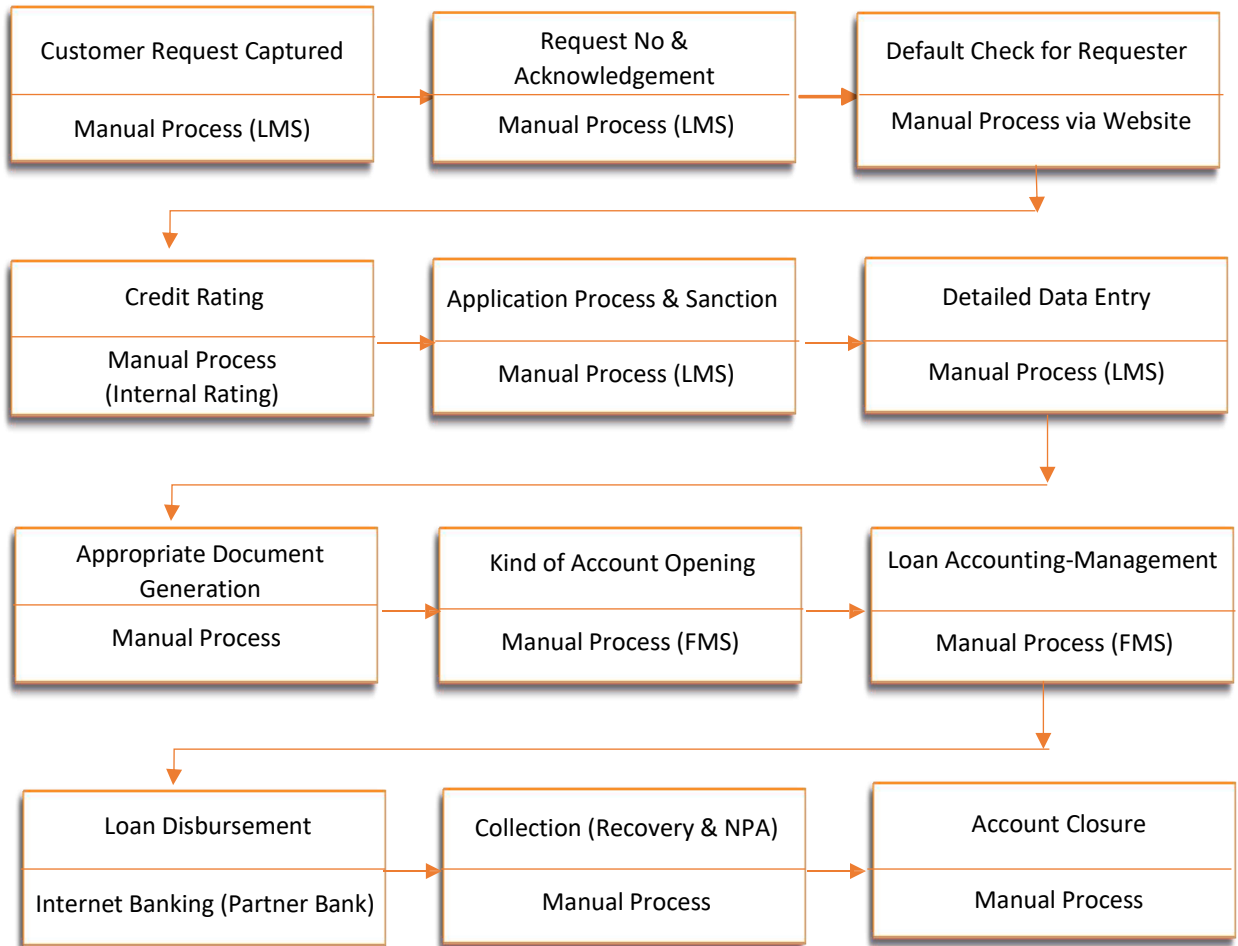 Customer Request Captured
Manual Process (LMS)
Request No &
Acknowledgement
Manual Process (LMS)
Default Check for Requester
Manual Process via Website
Credit Rating
Manual Process
(Internal Rating)
Application Process & Sanction
Manual Process (LMS)
Detailed Data Entry
Manual Process (LMS)
Appropriate Document
Generation
Manual Process
Kind of Account Opening
Manual Process (FMS)
Loan Accounting-Management
Manual Process (FMS)
Loan Disbursement
Internet Banking (Partner Bank)
Collection (Recovery & NPA)
Manual Process
Account Closure
Manual Process